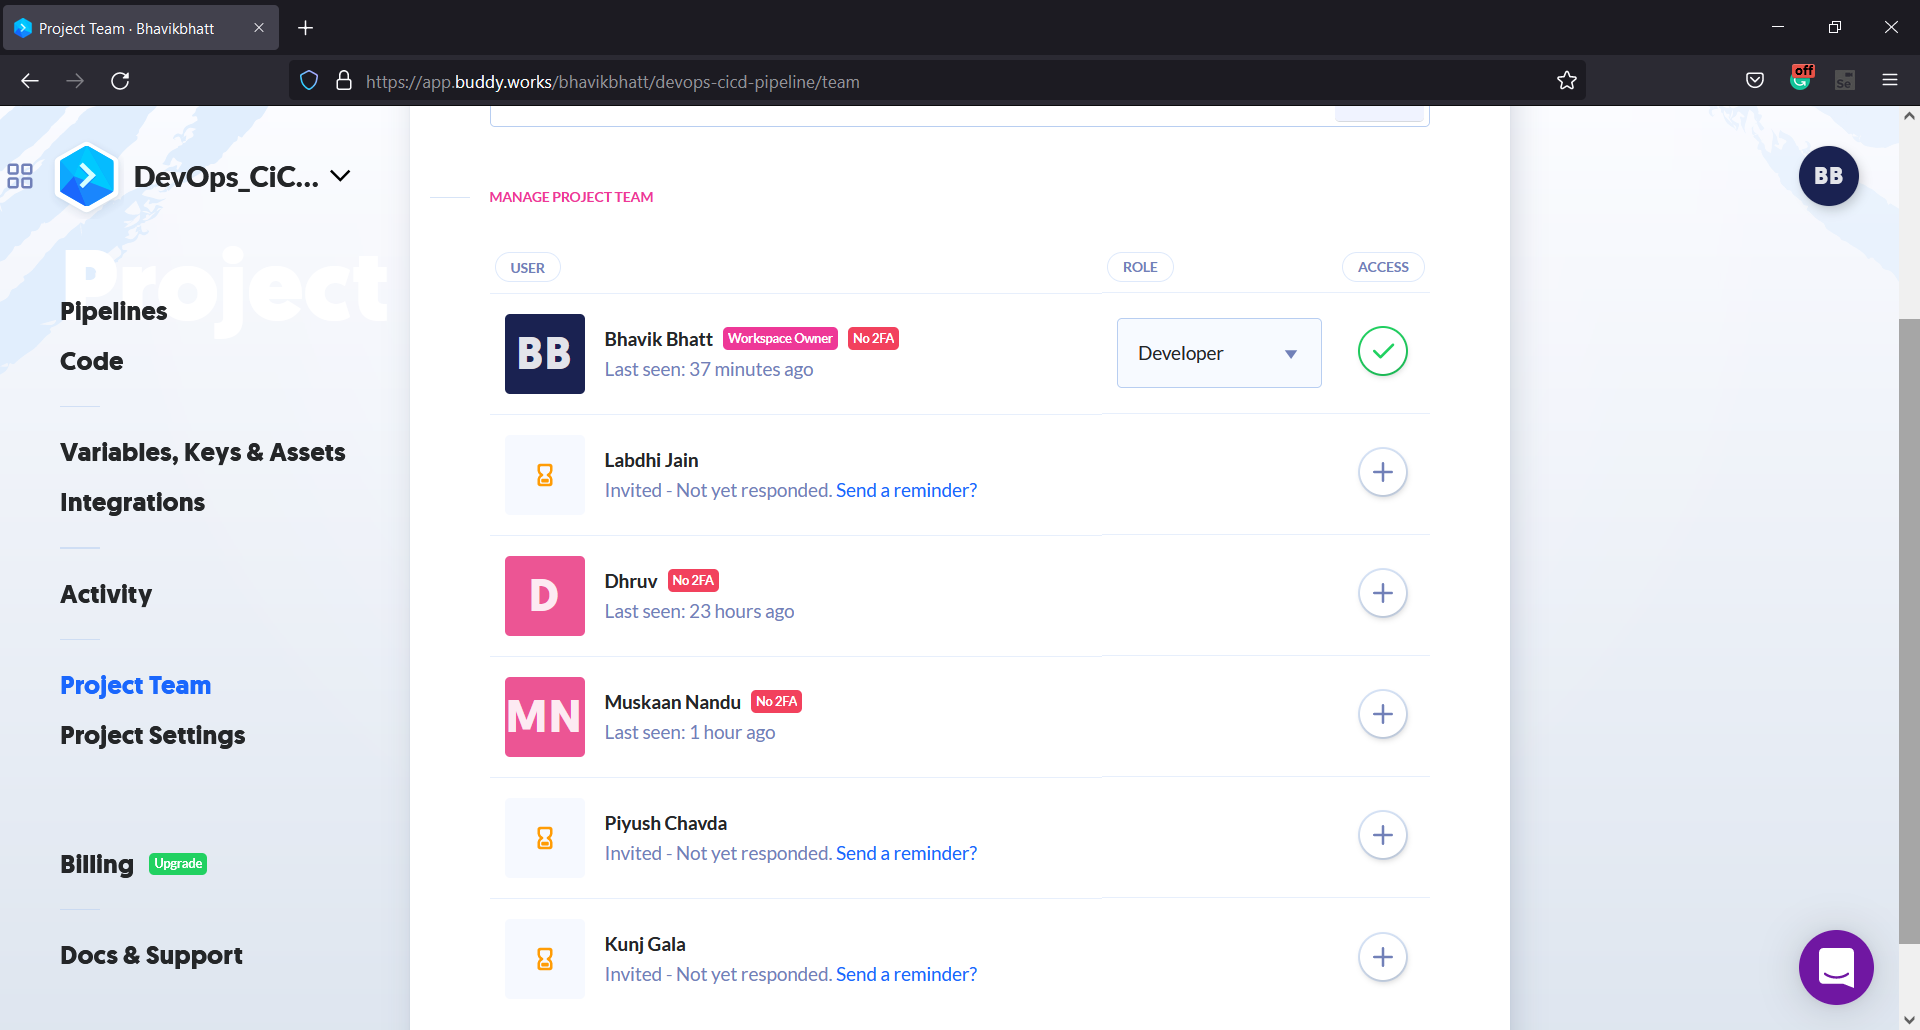 Project Team · Bhavikbhatt
https://app.buddy.works/bhavikbhatt/devops-cicd-pipeline/team
off
Se
DevOps_CiC...
BB
Project
Pipelines
Code
Variables, Keys & Assets
Integrations
Activity
Project Team
Project Settings
Billing Upgrade
Docs & Support
MANAGE PROJECT TEAM
USER ROLE ACCESS
BB
Bhavik Bhatt Workspace Owner No 2FA
Last seen: 37 minutes ago
Developer
Labdhi Jain
Invited - Not yet responded. Send a reminder?
D
Dhruv No 2FA
Last seen: 23 hours ago
MN
Muskaan Nandu No 2FA
Last seen: 1 hour ago
Piyush Chavda
Invited - Not yet responded. Send a reminder?
Kunj Gala
Invited - Not yet responded. Send a reminder?